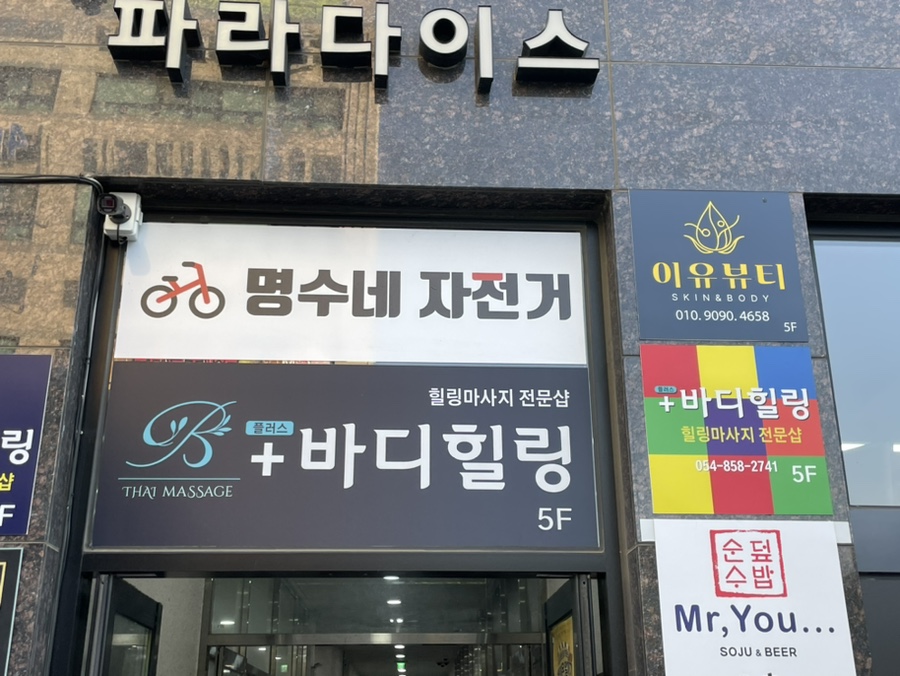 파라다이스
명수네 자전거
힐링마사지 전문샵
B
플러스
+바디힐링
THAI MASSAGE
5F
이유뷰티
SKIN & BODY
010. 9090. 4658
5F
플러스
+바디힐링
힐링마사지 전문샵
054-858-2741
5F
순덮
수밥
Mr,You...
SOJU & BEER
링
샵
F